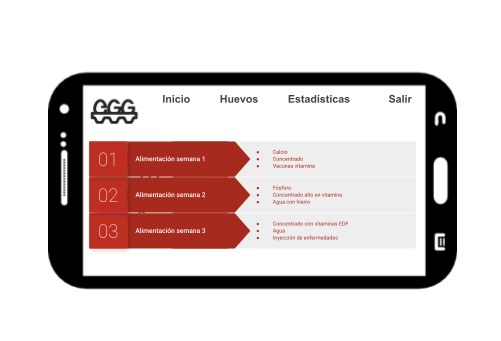 GGG
Inicio Huevos Estadísticas Salir
01 Alimentación semana 1
Calcio
Concentrado
Vacunas vitamina
02 Alimentación semana 2
Fósforo
Concentrado alto en vitamina
Agua con hierro
03 Alimentación semana 3
Concentrado con vitaminas EDF
Agua
Inyección de enfermedades